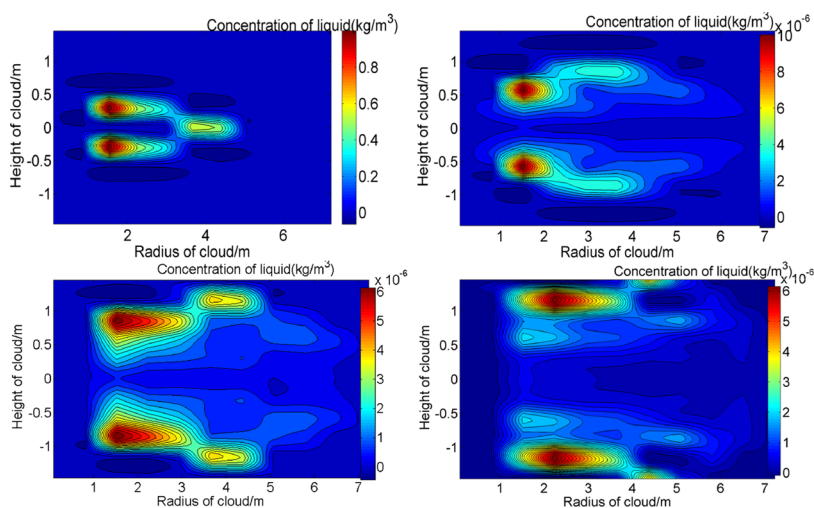 Concentration of liquid(kg/m³)
1
0.5
0
-0.5
-1
Height of cloud/m
2 4 6
Radius of cloud/m
0.8
0.6
0.4
0.2
0
Concentration of liquid(kg/m³)
x 10⁻⁶
1
0.5
0
-0.5
-1
Height of cloud/m
1 2 3 4 5 6 7
Radius of cloud/m
10
8
6
4
2
0
Concentration of liquid(kg/m³)
x 10⁻⁶
1
0.5
0
-0.5
-1
Height of cloud/m
1 2 3 4 5 6 7
Radius of cloud/m
6
5
4
3
2
1
0
Concentration of liquid(kg/m³)
x 10⁻⁶
1
0.5
0
-0.5
-1
Height of cloud/m
1 2 3 4 5 6 7
Radius of cloud/m
6
5
4
3
2
1
0